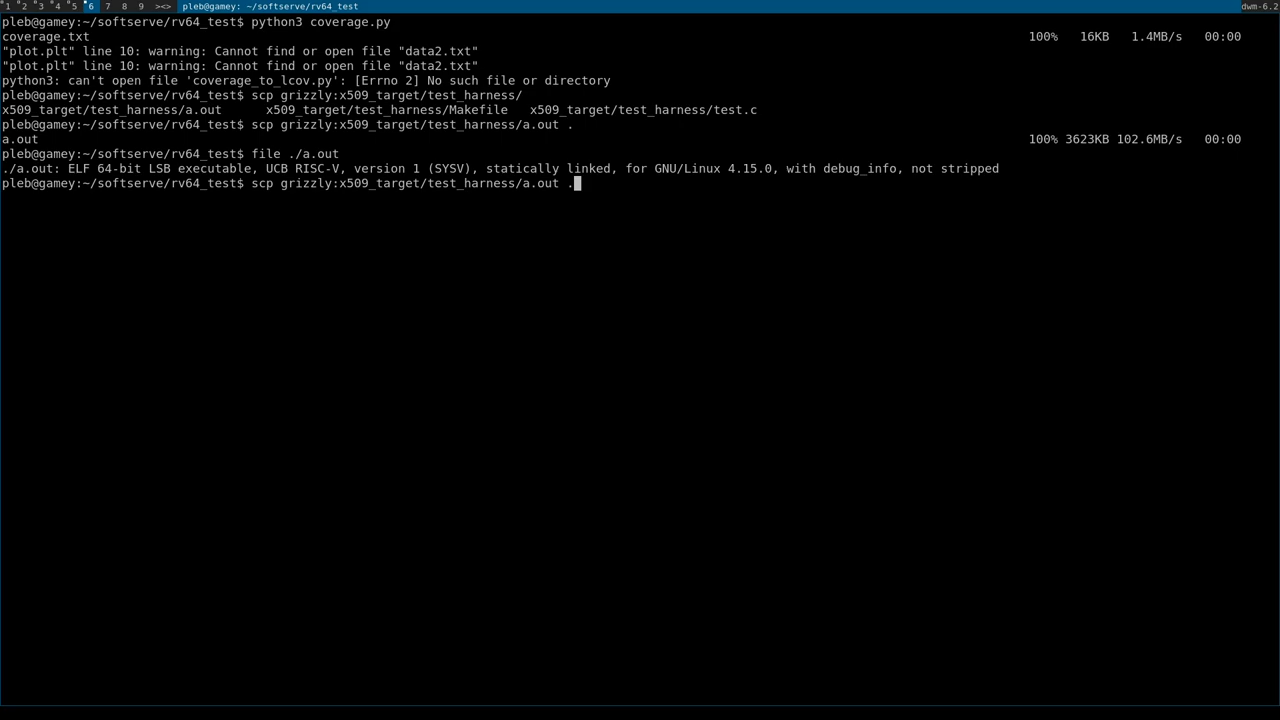 1 2 3 4 5 6 7 8 9 ><> pleb@gamey: ~/softserve/rv64_test dwm-6.2
pleb@gamey:~/softserve/rv64_test$ python3 coverage.py
coverage.txt 100% 16KB 1.4MB/s 00:00
"plot.plt" line 10: warning: Cannot find or open file "data2.txt"
"plot.plt" line 10: warning: Cannot find or open file "data2.txt"
python3: can't open file 'coverage_to_lcov.py': [Errno 2] No such file or directory
pleb@gamey:~/softserve/rv64_test$ scp grizzly:x509_target/test_harness/
x509_target/test_harness/a.out x509_target/test_harness/Makefile x509_target/test_harness/test.c
pleb@gamey:~/softserve/rv64_test$ scp grizzly:x509_target/test_harness/a.out .
a.out 100% 3623KB 102.6MB/s 00:00
pleb@gamey:~/softserve/rv64_test$ file ./a.out
./a.out: ELF 64-bit LSB executable, UCB RISC-V, version 1 (SYSV), statically linked, for GNU/Linux 4.15.0, with debug_info, not stripped
pleb@gamey:~/softserve/rv64_test$ scp grizzly:x509_target/test_harness/a.out .